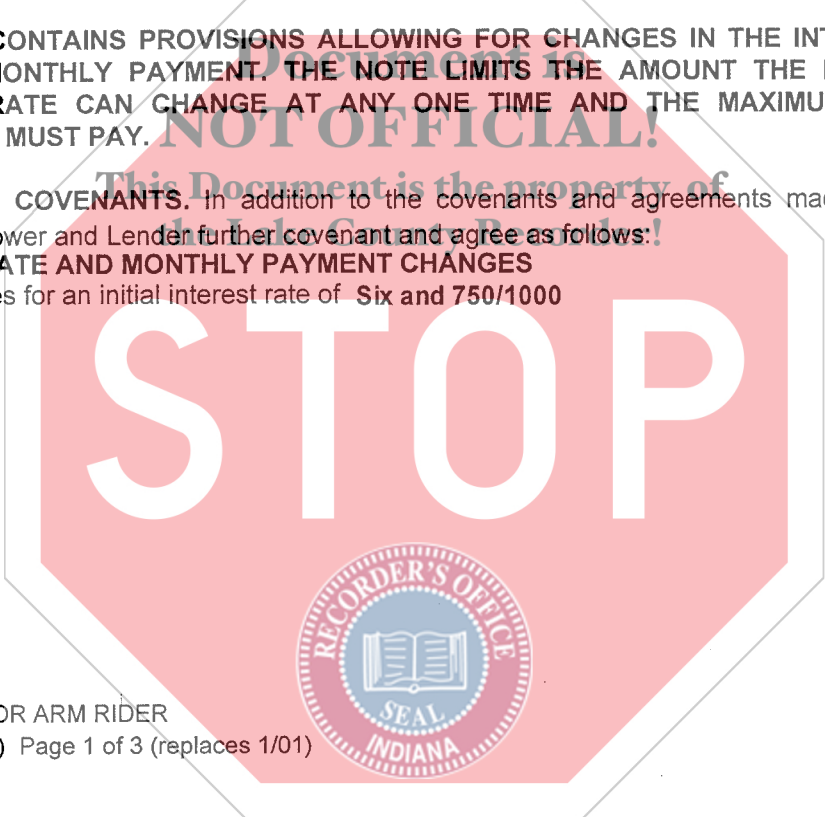 CONTAINS PROVISIONS ALLOWING FOR CHANGES IN THE INT
MONTHLY PAYMENT. THE NOTE LIMITS THE AMOUNT THE
RATE CAN CHANGE AT ANY ONE TIME AND THE MAXIMU
MUST PAY.
Document is
NOT OFFICIAL!
This Document is the property of
the Lake County Recorder!
COVENANTS. In addition to the covenants and agreements ma
ower and Lender further covenant and agree as follows:
ATE AND MONTHLY PAYMENT CHANGES
es for an initial interest rate of Six and 750/1000
STOP
RECORDER'S OFFICE
SEAL
INDIANA
OR ARM RIDER
) Page 1 of 3 (replaces 1/01)